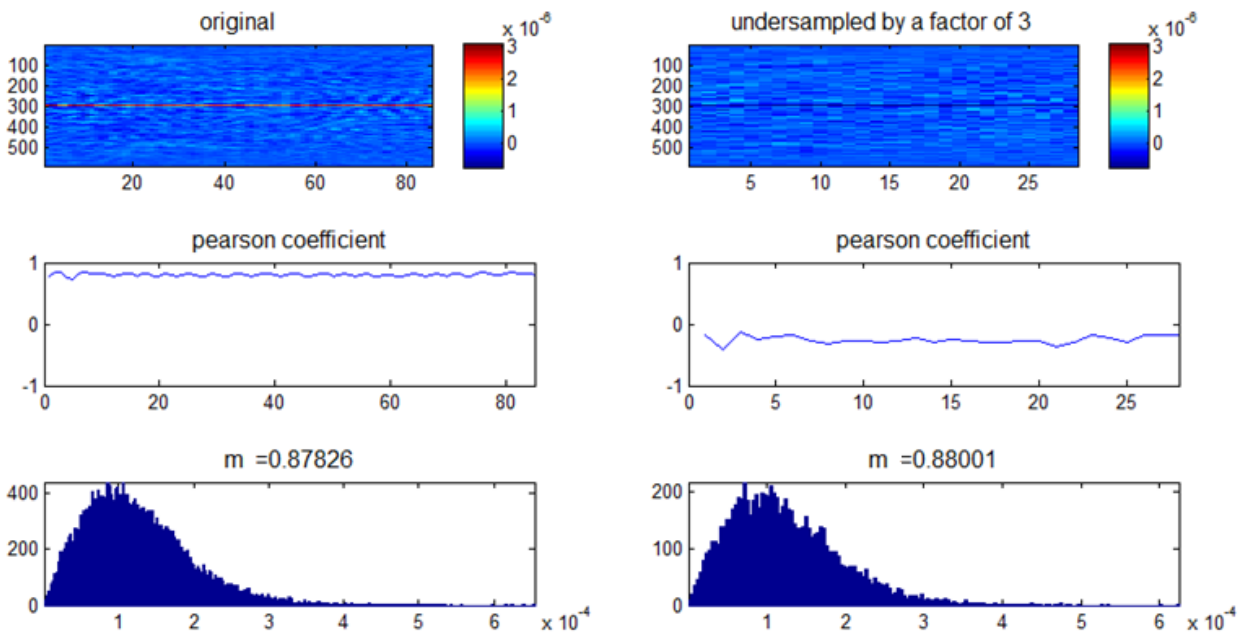 original
x 10^-6
100
200
300
400
500
20 40 60 80
3
2
1
0
undersampled by a factor of 3
x 10^-6
100
200
300
400
500
5 10 15 20 25
3
2
1
0
pearson coefficient
1
0
-1
0 20 40 60 80
pearson coefficient
1
0
-1
0 5 10 15 20 25
m =0.87826
400
200
0
1 2 3 4 5 6 x 10^-4
m =0.88001
200
100
0
1 2 3 4 5 6 x 10^-4